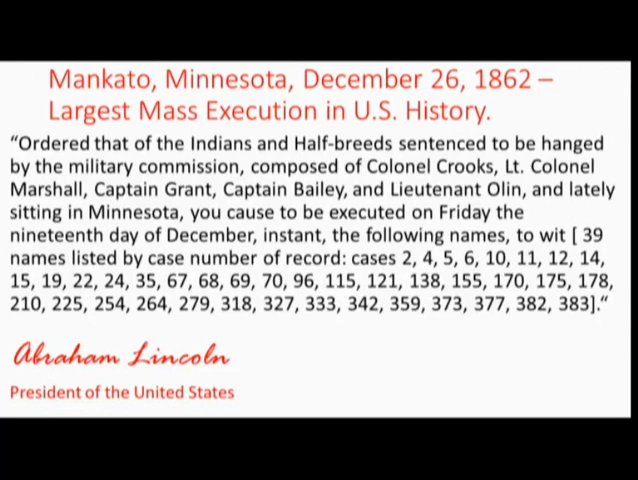 Mankato, Minnesota, December 26, 1862 –
Largest Mass Execution in U.S. History.
“Ordered that of the Indians and Half-breeds sentenced to be hanged
by the military commission, composed of Colonel Crooks, Lt. Colonel
Marshall, Captain Grant, Captain Bailey, and Lieutenant Olin, and lately
sitting in Minnesota, you cause to be executed on Friday the
nineteenth day of December, instant, the following names, to wit [ 39
names listed by case number of record: cases 2, 4, 5, 6, 10, 11, 12, 14,
15, 19, 22, 24, 35, 67, 68, 69, 70, 96, 115, 121, 138, 155, 170, 175, 178,
210, 225, 254, 264, 279, 318, 327, 333, 342, 359, 373, 377, 382, 383].“
Abraham Lincoln
President of the United States